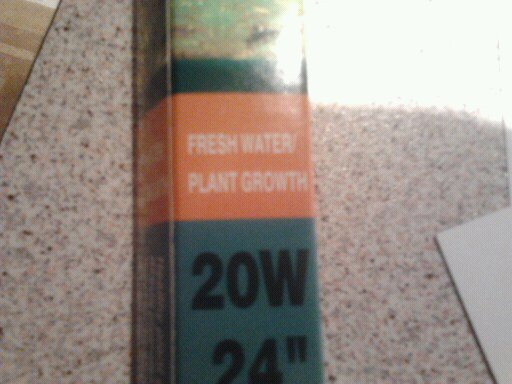 FRESH WATER/
PLANT GROWTH
20W
24"